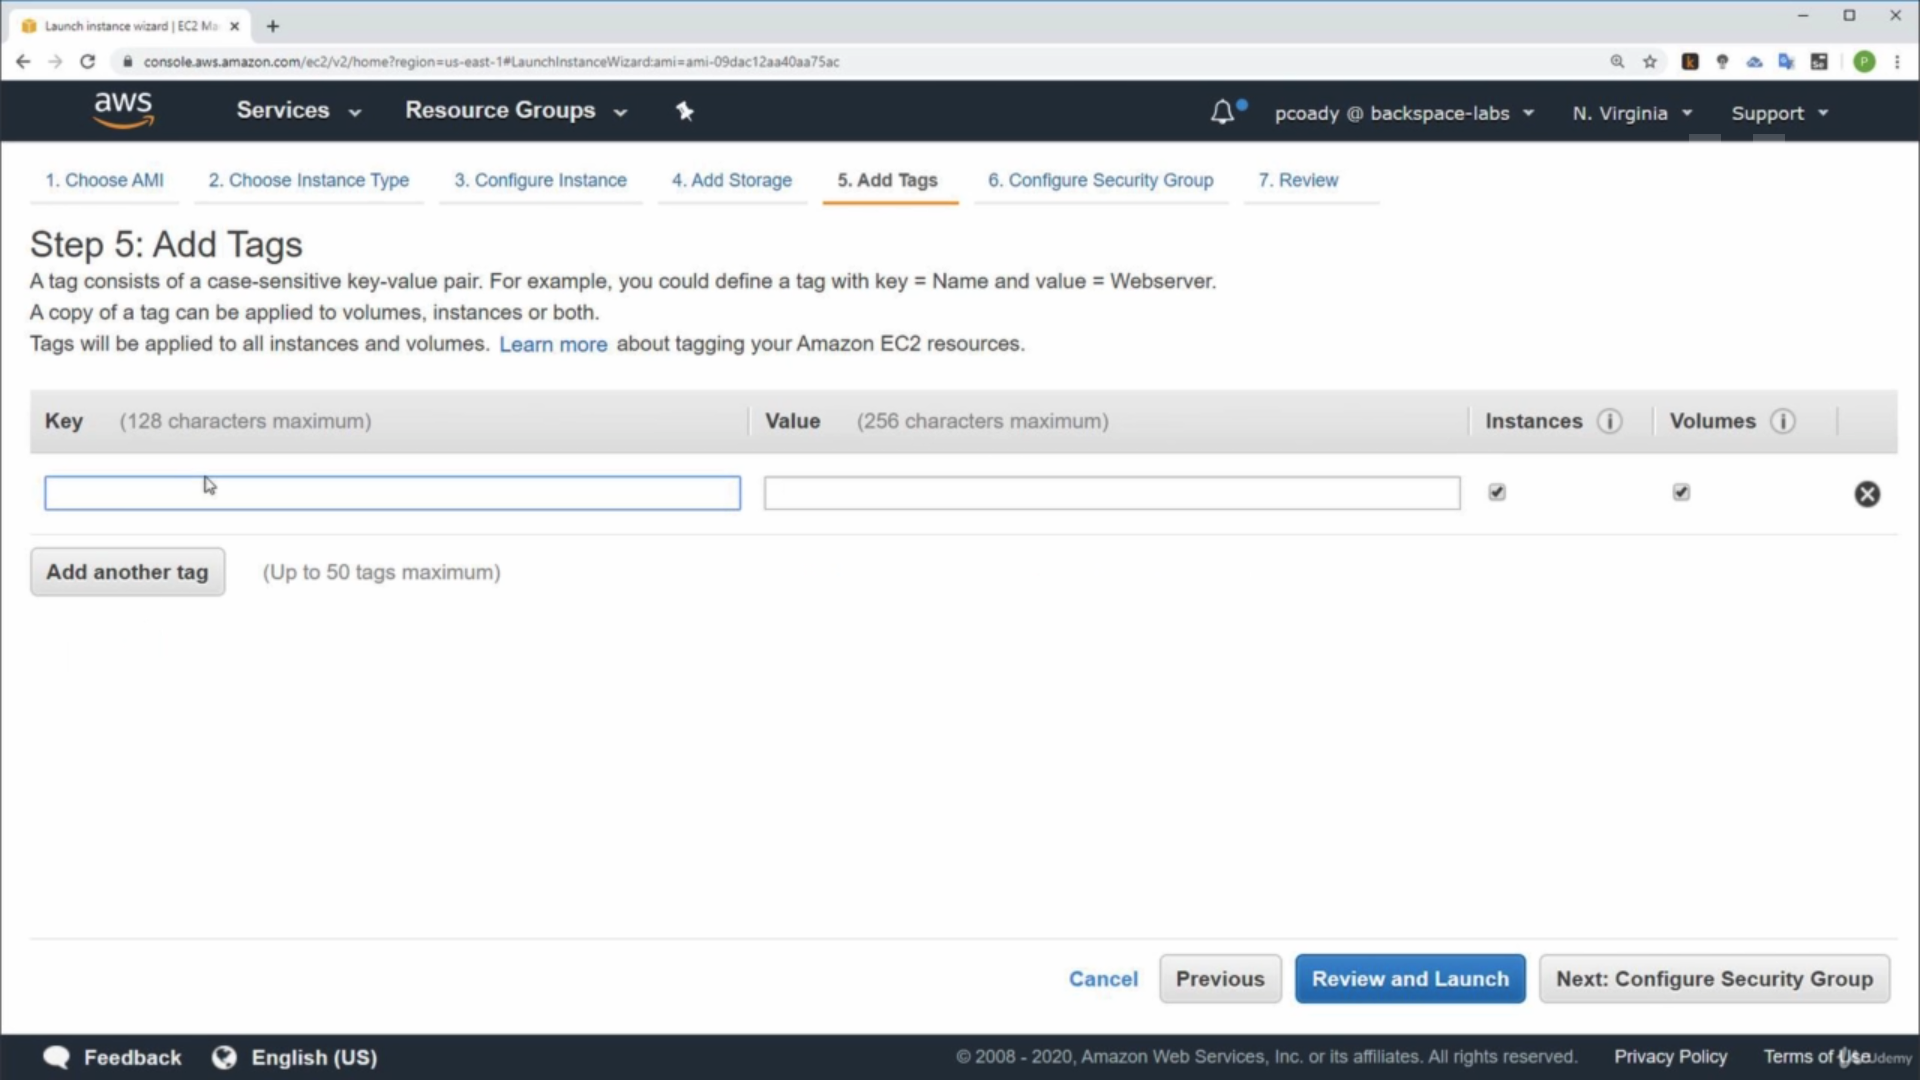 Launch instance wizard | EC2 Ma
console.aws.amazon.com/ec2/v2/home?region=us-east-1#LaunchInstanceWizard:ami=ami-09dac12aa40aa75ac
P
aws Services Resource Groups pcoady @ backspace-labs N. Virginia Support
1. Choose AMI 2. Choose Instance Type 3. Configure Instance 4. Add Storage 5. Add Tags 6. Configure Security Group 7. Review
Step 5: Add Tags
A tag consists of a case-sensitive key-value pair. For example, you could define a tag with key = Name and value = Webserver.
A copy of a tag can be applied to volumes, instances or both.
Tags will be applied to all instances and volumes. Learn more about tagging your Amazon EC2 resources.
Key (128 characters maximum) Value (256 characters maximum) Instances i Volumes i
Add another tag (Up to 50 tags maximum)
Cancel Previous Review and Launch Next: Configure Security Group
Feedback English (US) © 2008 - 2020, Amazon Web Services, Inc. or its affiliates. All rights reserved. Privacy Policy Terms of Use